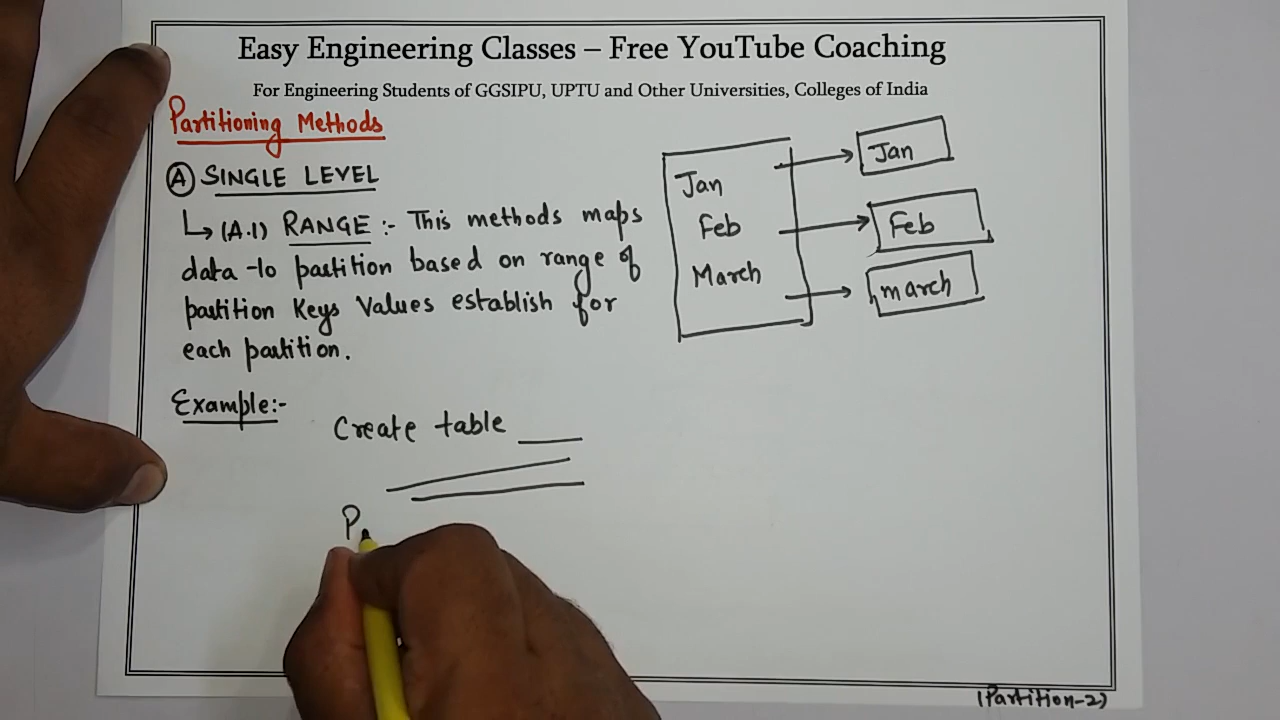 Easy Engineering Classes – Free YouTube Coaching
For Engineering Students of GGSIPU, UPTU and Other Universities, Colleges of India
Partitioning Methods
(A) SINGLE LEVEL
↳ (A.1) RANGE :- This methods maps
data to partition based on range of
partition Keys Values establish for
each partition.
Jan
Feb
March
Jan
Feb
march
Example:-
Create table ____
P
(Partition-2)